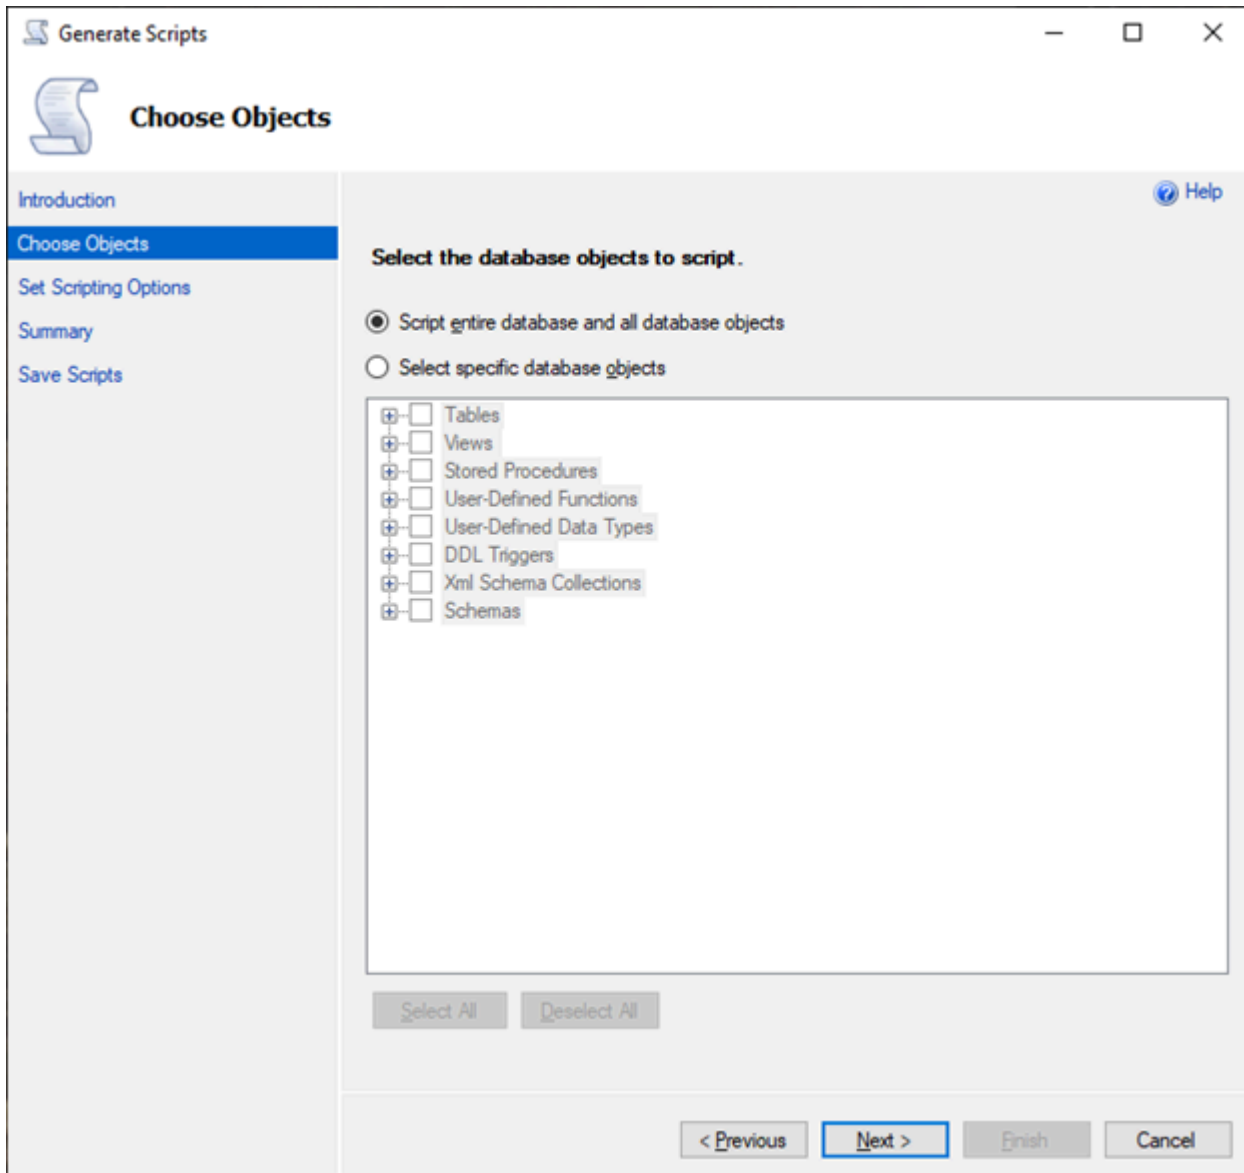 Generate Scripts
Choose Objects
Introduction
Choose Objects
Set Scripting Options
Summary
Save Scripts
Help
Select the database objects to script.
Script entire database and all database objects
Select specific database objects
Tables
Views
Stored Procedures
User-Defined Functions
User-Defined Data Types
DDL Triggers
Xml Schema Collections
Schemas
Select All Deselect All
< Previous Next > Finish Cancel